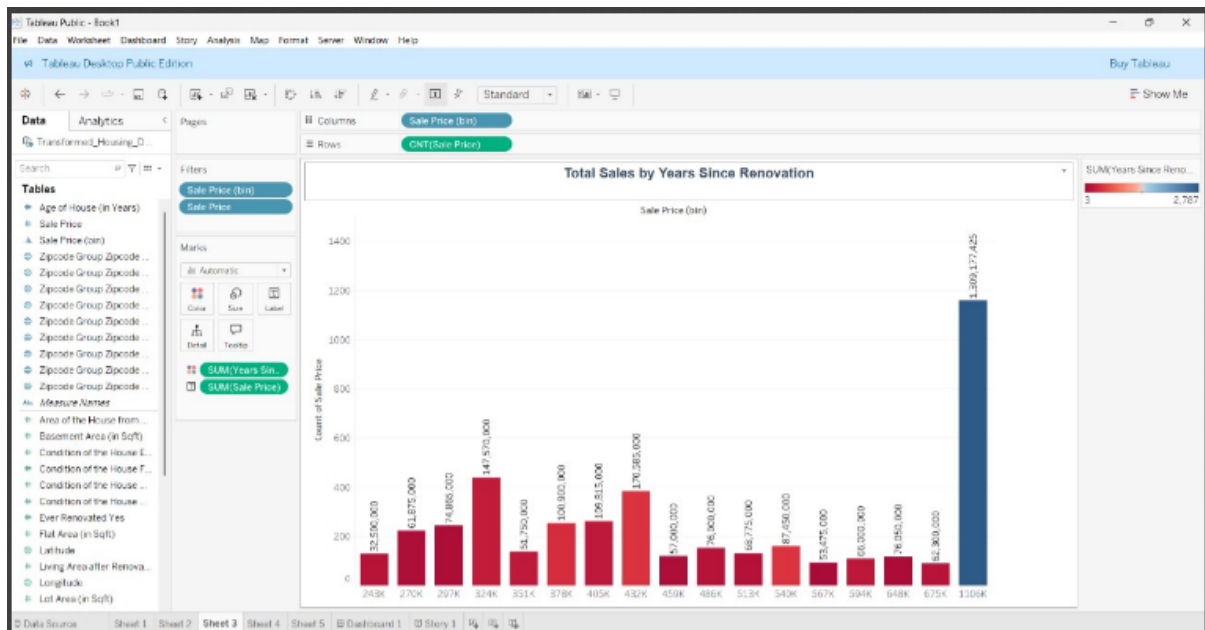 Tableau Public - Book1
File Data Worksheet Dashboard Story Analysis Map Format Server Window Help
Tableau Desktop Public Edition
Buy Tableau
Standard
Show Me
Data Analytics
Transformed_Housing_D...
Search
Tables
Age of House (in Years)
Sale Price
Sale Price (bin)
Zipcode Group Zipcode ...
Zipcode Group Zipcode ...
Zipcode Group Zipcode ...
Zipcode Group Zipcode ...
Zipcode Group Zipcode ...
Zipcode Group Zipcode ...
Zipcode Group Zipcode ...
Zipcode Group Zipcode ...
Zipcode Group Zipcode ...
Abc Measure Names
Area of the House from ...
Basement Area (in Sqft)
Condition of the House E...
Condition of the House F...
Condition of the House ...
Condition of the House ...
Ever Renovated Yes
Flat Area (in Sqft)
Latitude
Living Area after Renova...
Longitude
Lot Area (in Sqft)
Pages
Filters
Sale Price (bin)
Sale Price
Marks
Automatic
Color Size Label
Detail Tooltip
SUM(Years Sin..
SUM(Sale Price)
Columns Sale Price (bin)
Rows CNT(Sale Price)
Total Sales by Years Since Renovation
Sale Price (bin)
Count of Sale Price
1400
1200
1000
800
600
400
200
0
32,500,000
61,875,000
74,866,000
147,570,000
51,750,000
100,800,000
109,815,000
170,585,000
57,000,000
76,000,000
68,775,000
87,450,000
53,475,000
66,000,000
76,050,000
62,800,000
1,309,177,425
243K 270K 297K 324K 351K 378K 405K 432K 459K 486K 513K 540K 567K 594K 648K 675K 1106K
SUM(Years Since Reno...
3 2,787
Data Source Sheet 1 Sheet 2 Sheet 3 Sheet 4 Sheet 5 Dashboard 1 Story 1